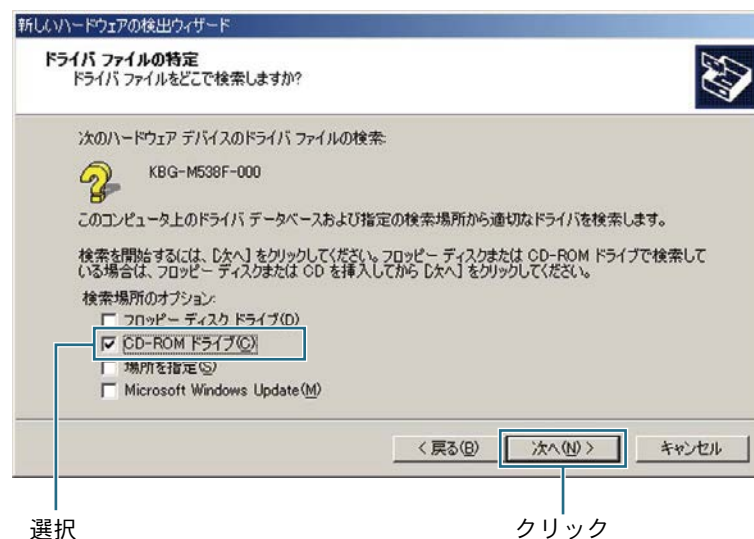 新しいハードウェアの検出ウィザード
ドライバ ファイルの特定
ドライバ ファイルをどこで検索しますか?
次のハードウェア デバイスのドライバ ファイルの検索:
KBG-M538F-000
このコンピュータ上のドライバ データベースおよび指定の検索場所から適切なドライバを検索します。
検索を開始するには、[次へ] をクリックしてください。フロッピー ディスクまたは CD-ROM ドライブで検索して
いる場合は、フロッピー ディスクまたは CD を挿入してから [次へ] をクリックしてください。
検索場所のオプション:
フロッピー ディスク ドライブ(D)
CD-ROM ドライブ(C)
場所を指定(S)
Microsoft Windows Update(M)
< 戻る(B) 次へ(N) > キャンセル
選択 クリック